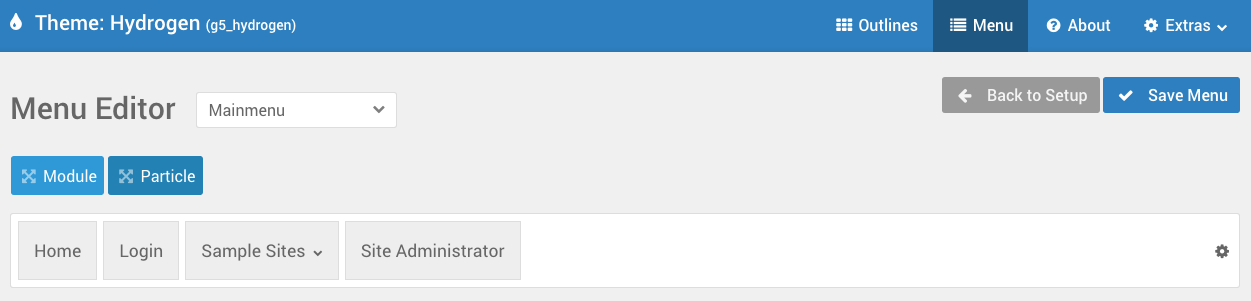 Theme: Hydrogen (g5_hydrogen) Outlines Menu About Extras
Menu Editor Mainmenu Back to Setup Save Menu
Module Particle
Home Login Sample Sites Site Administrator